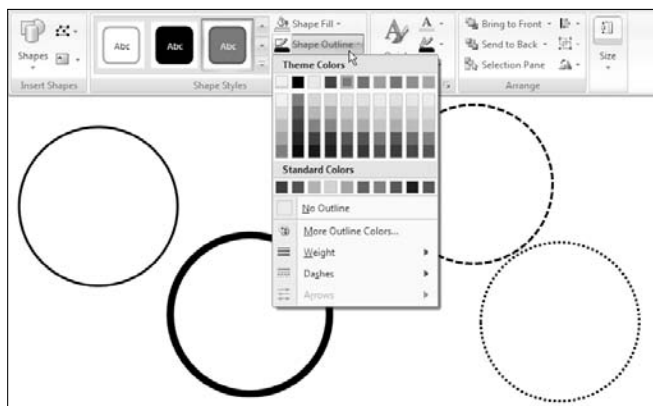 Shapes
Insert Shapes
Abc
Abc
Abc
Shape Styles
Shape Fill
Shape Outline
A
A
Bring to Front
Send to Back
Selection Pane
Arrange
Size
Theme Colors
Standard Colors
No Outline
More Outline Colors...
Weight
Dashes
Arrows